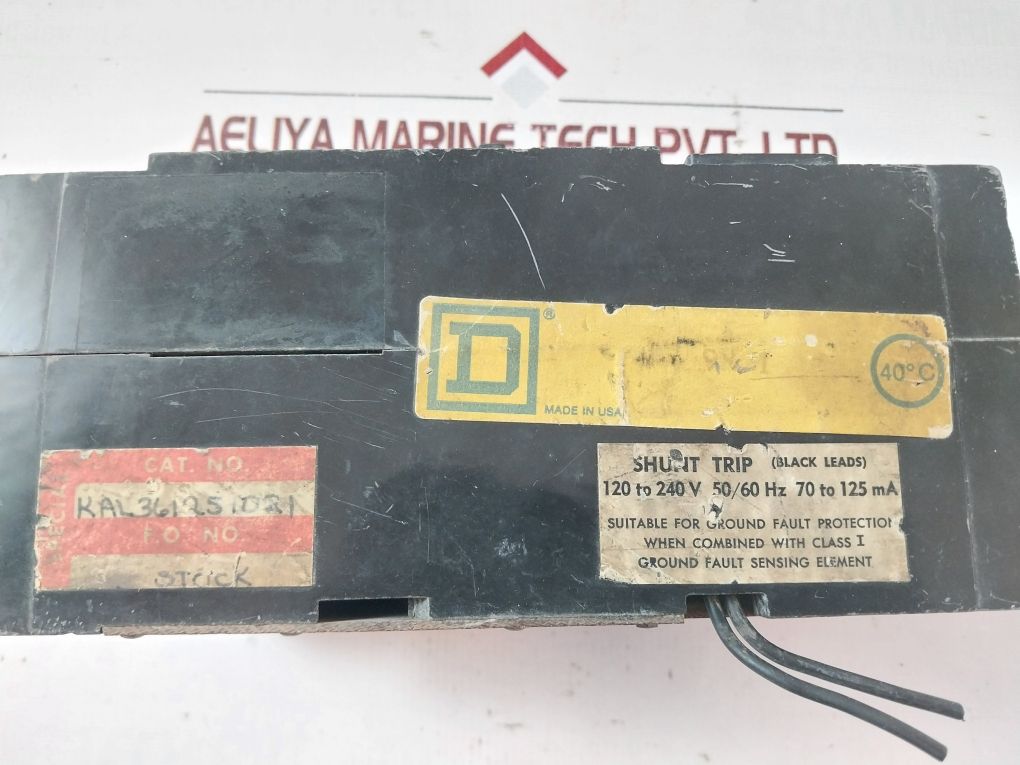 AELIYA MARINE TECH PVT. LTD
D ®
MADE IN USA
40°C
CAT. NO.
KAL361251021
F.O. NO.
STOCK
SHUNT TRIP (BLACK LEADS)
120 to 240 V 50/60 Hz 70 to 125 mA
SUITABLE FOR GROUND FAULT PROTECTION
WHEN COMBINED WITH CLASS I
GROUND FAULT SENSING ELEMENT